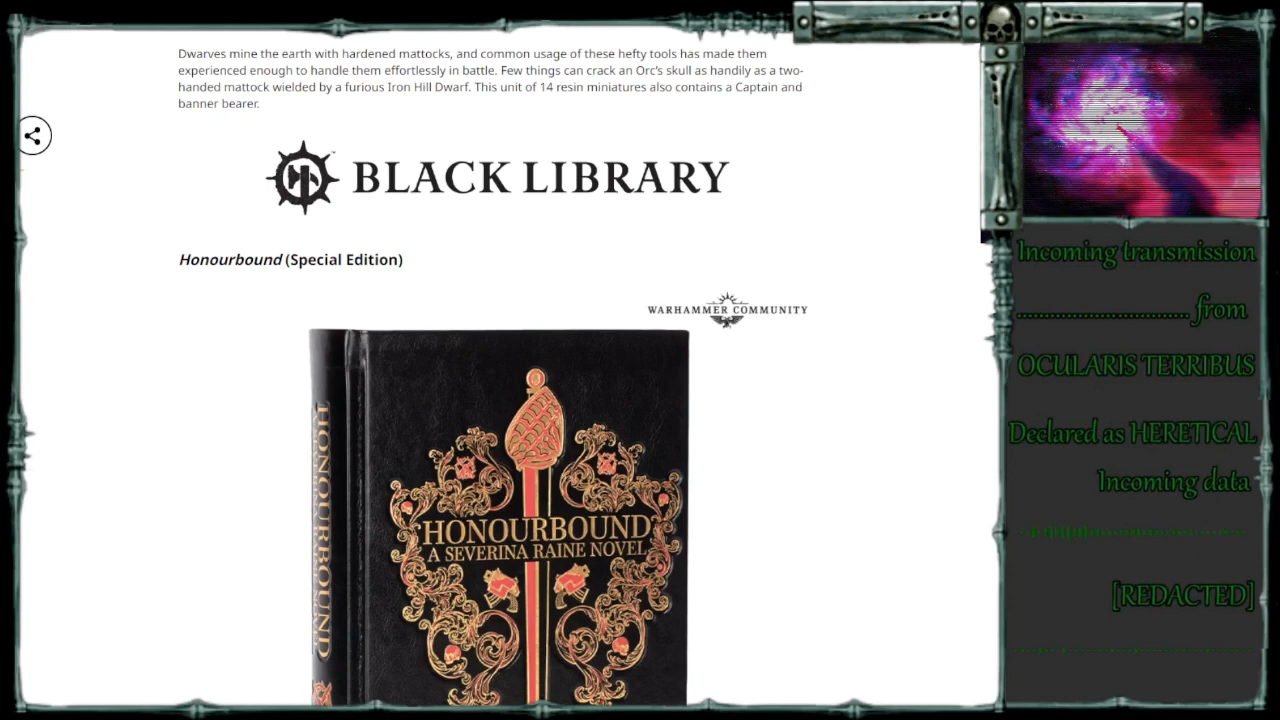 Dwarves mine the earth with hardened mattocks, and common usage of these hefty tools has made them
experienced enough to handle them effortlessly in battle. Few things can crack an Orc's skull as handily as a two-
handed mattock wielded by a furious Iron Hill Dwarf. This unit of 14 resin miniatures also contains a Captain and
banner bearer.
BLACK LIBRARY
Honourbound (Special Edition)
WARHAMMER COMMUNITY
HONOURBOUND
A SEVERINA RAINE NOVEL
HONOURBOUND
Incoming transmission
............................... from
OCULARIS TERRIBUS
Declared as HERETICAL
Incoming data
[REDACTED]